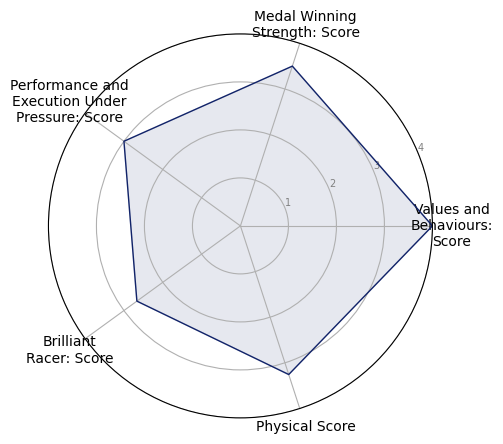 Medal Winning
Strength: Score
Performance and
Execution Under
Pressure: Score
4
3
2
1
Values and
Behaviours:
Score
Brilliant
Racer: Score
Physical Score